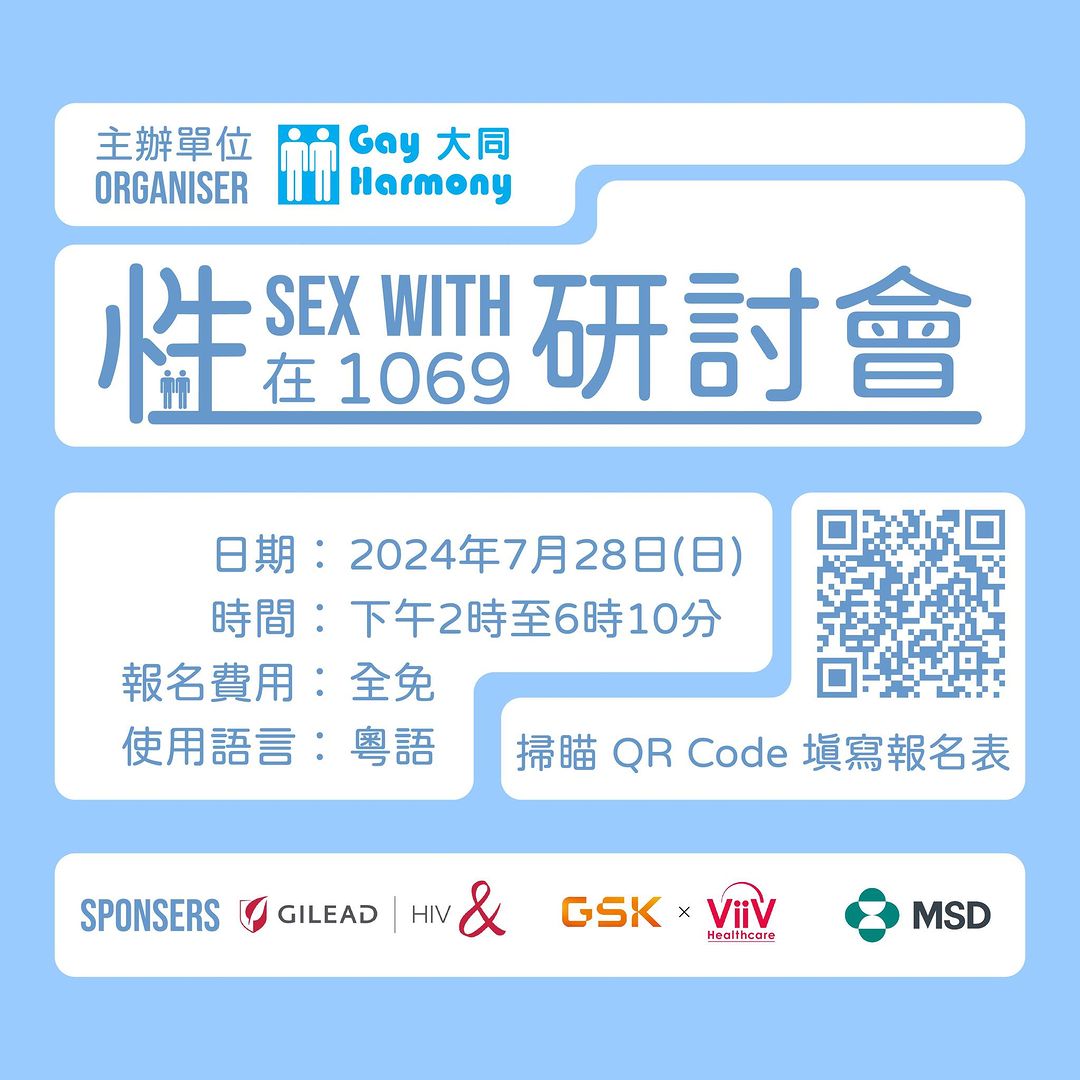 主辦單位
ORGANISER
Gay 大同
Harmony
性 SEX WITH 研討會
在 1069
日期：2024年7月28日(日)
時間：下午2時至6時10分
報名費用：全免
使用語言：粵語
掃瞄 QR Code 填寫報名表
SPONSERS GILEAD | HIV & GSK × ViiV Healthcare MSD